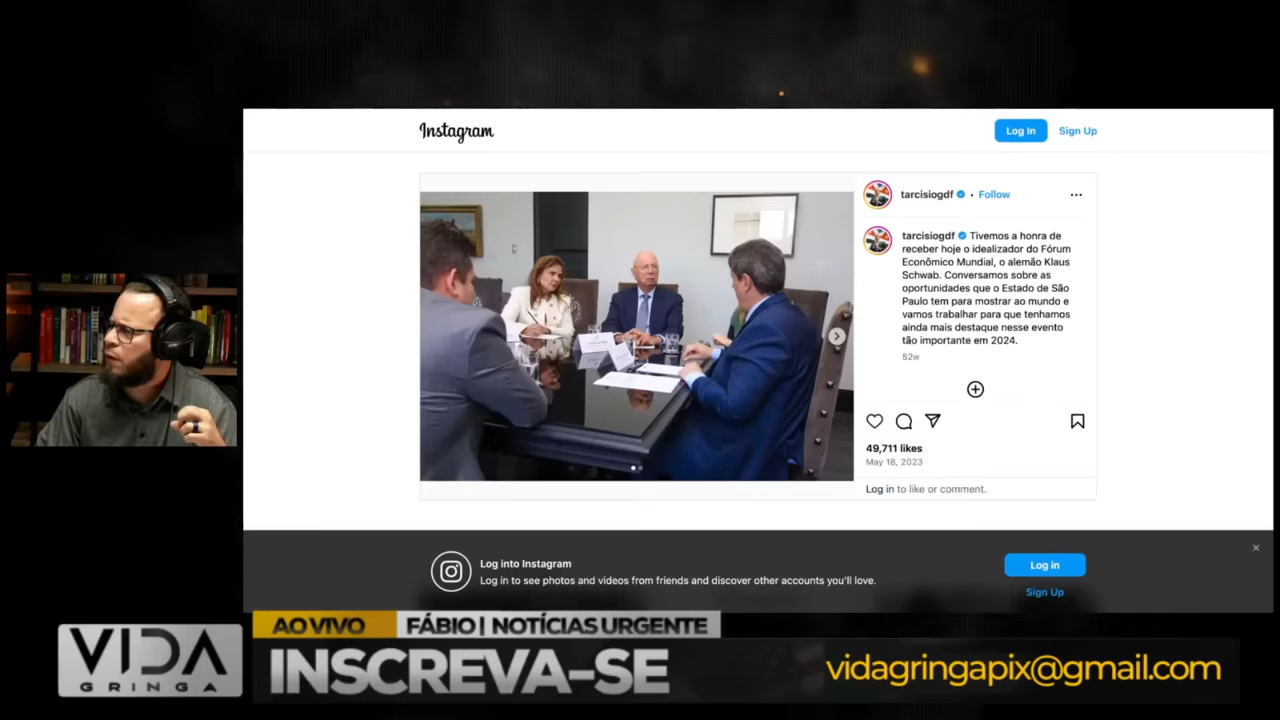 Instagram
Log In
Sign Up
tarcisiogdf • Follow
tarcisiogdf Tivemos a honra de
receber hoje o idealizador do Fórum
Econômico Mundial, o alemão Klaus
Schwab. Conversamos sobre as
oportunidades que o Estado de São
Paulo tem para mostrar ao mundo e
vamos trabalhar para que tenhamos
ainda mais destaque nesse evento
tão importante em 2024.
52w
49,711 likes
May 18, 2023
Log in to like or comment.
Log into Instagram
Log in to see photos and videos from friends and discover other accounts you'll love.
Log in
Sign Up
AO VIVO
FÁBIO | NOTÍCIAS URGENTE
VIDA
GRINGA
INSCREVA-SE
vidagringapix@gmail.com